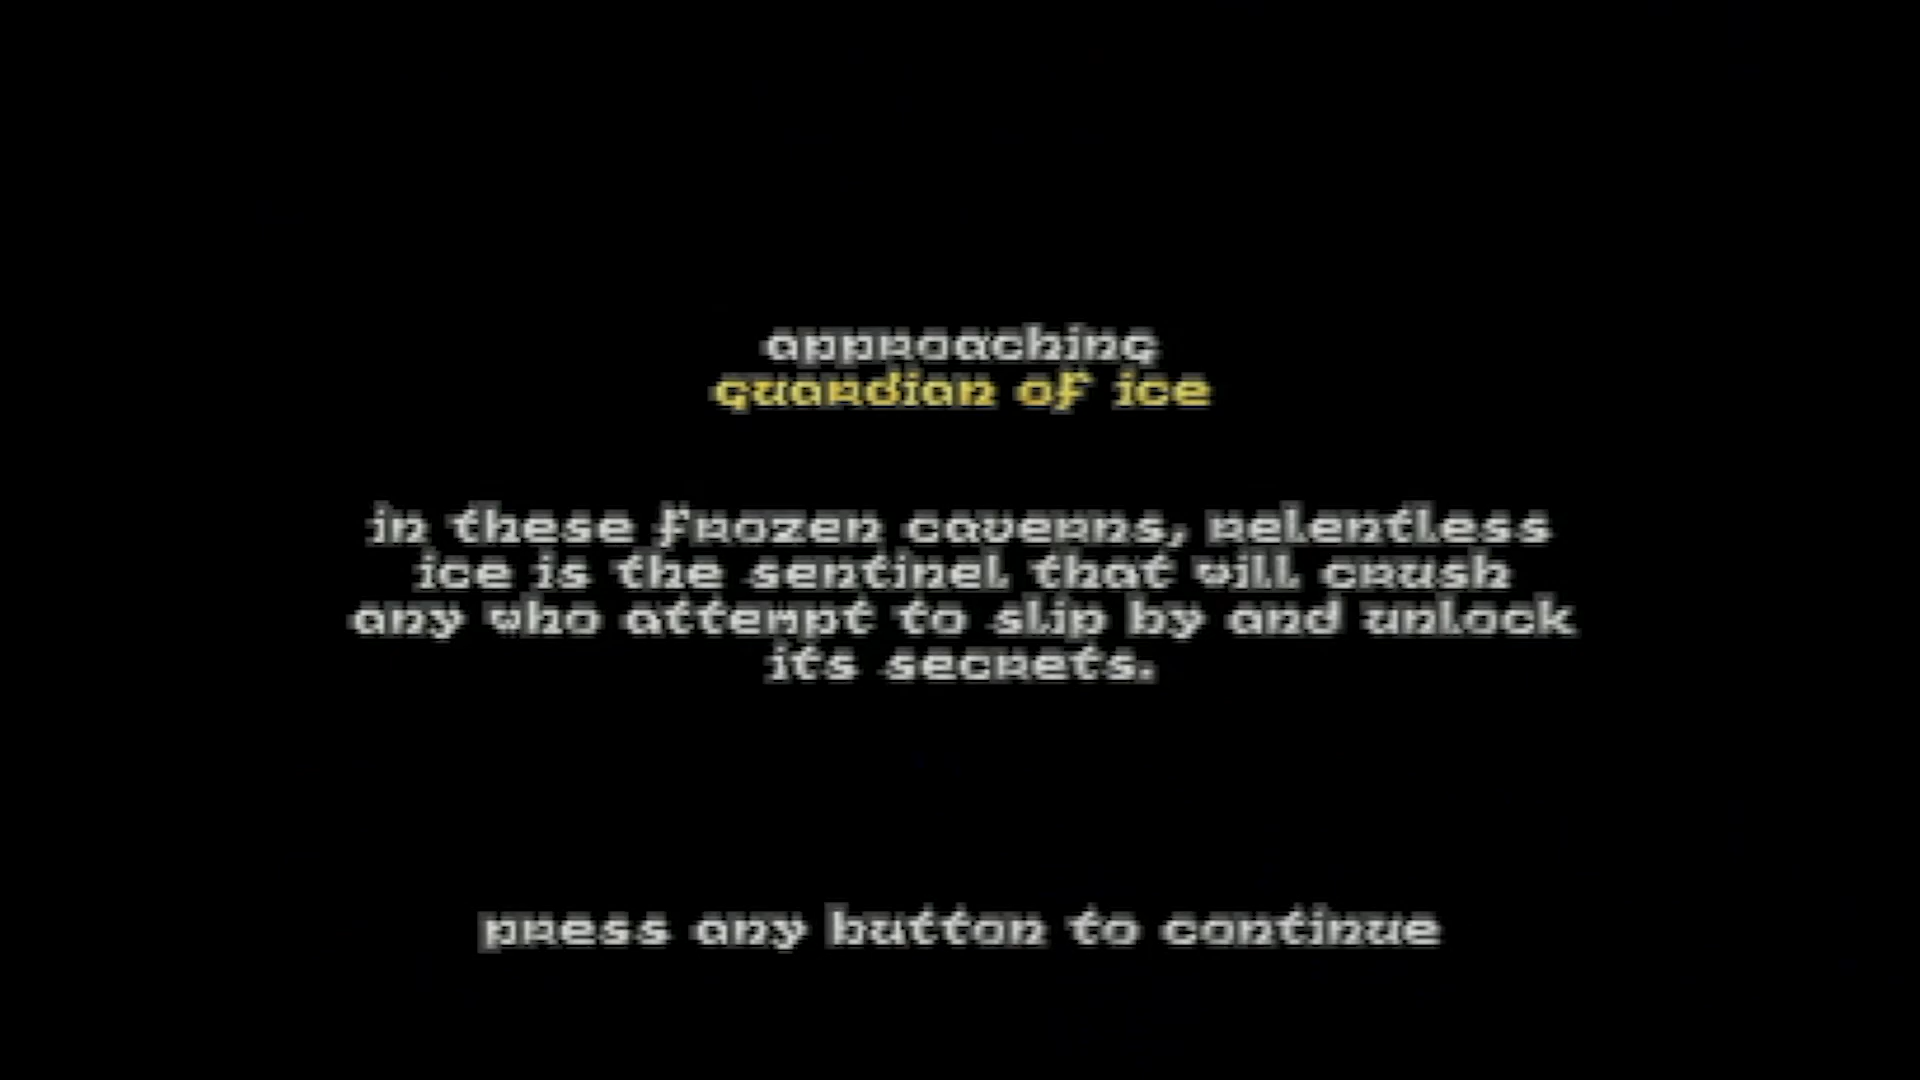 approaching
guardian of ice
in these frozen caverns, relentless
ice is the sentinel that will crush
any who attempt to slip by and unlock
its secrets.
press any button to continue